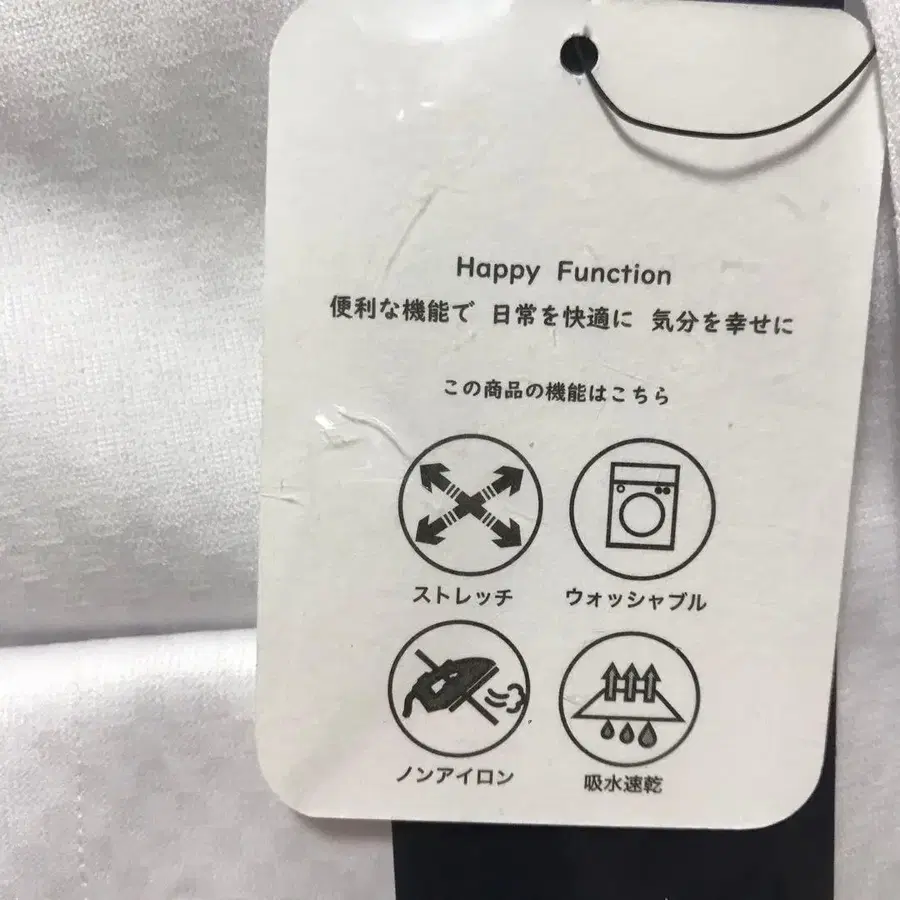 Happy Function
便利な機能で 日常を快適に 気分を幸せに
この商品の機能はこちら
ストレッチ ウォッシャブル
ノンアイロン 吸水速乾